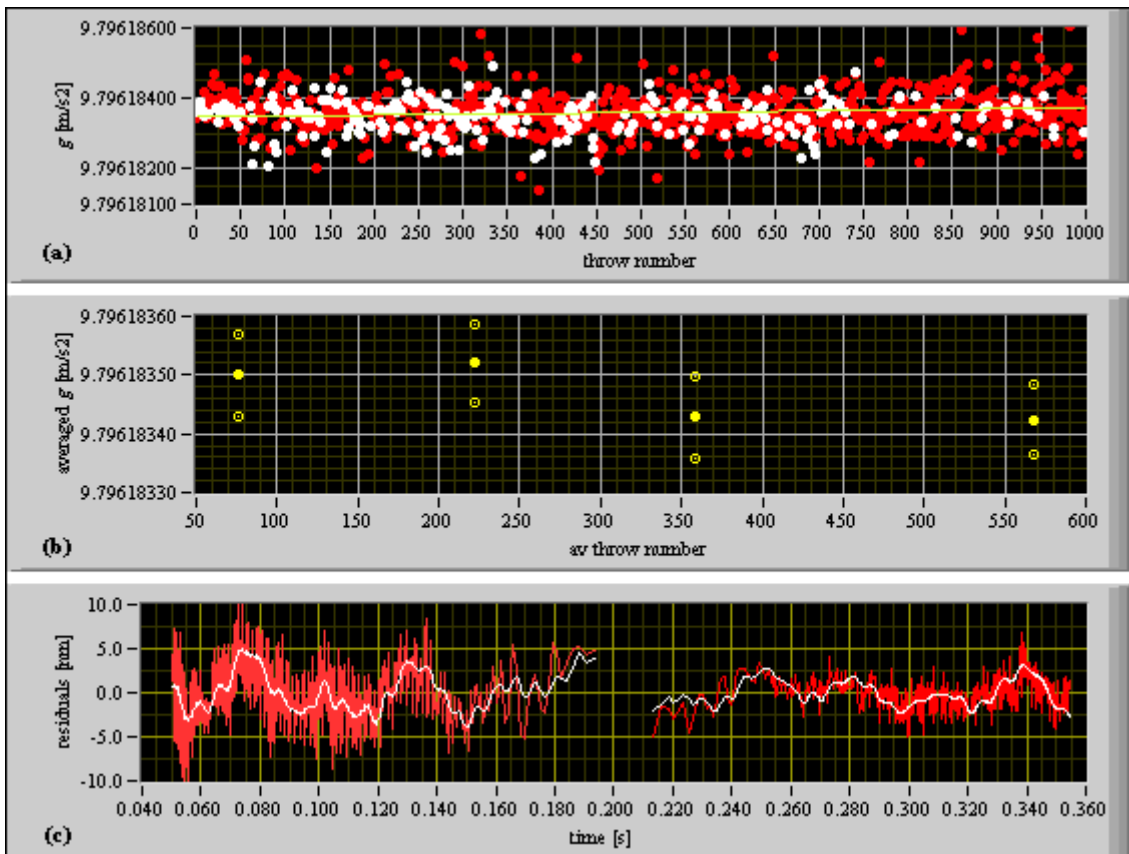 9.79618600
9.79618400
9.79618200
9.79618100
g [m/s2]
0 50 100 150 200 250 300 350 400 450 500 550 600 650 700 750 800 850 900 950 1000
throw number
(a)
9.79618360
9.79618350
9.79618340
9.79618330
averaged g [m/s2]
50 100 150 200 250 300 350 400 450 500 550 600
av throw number
(b)
10.0
5.0
0.0
-5.0
-10.0
residuals [nm]
0.040 0.060 0.080 0.100 0.120 0.140 0.160 0.180 0.200 0.220 0.240 0.260 0.280 0.300 0.320 0.340 0.360
time [s]
(c)